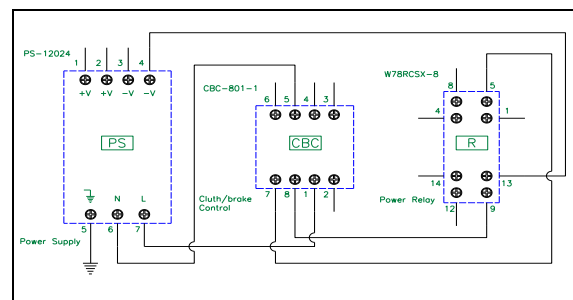 PS-12024
1 2 3 4
+V +V -V -V
PS
N L
5 6 7
Power Supply
CBC-801-1
6 5 4 3
CBC
7 8 1 2
Cluth/brake
Control
W78RCSX-8
8 5
4 1
R
14 13
12 9
Power Relay